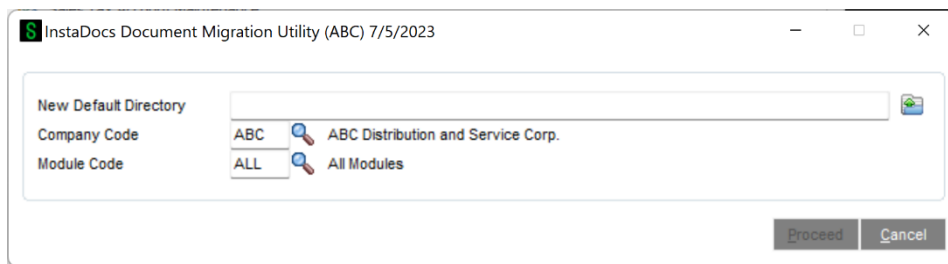 S InstaDocs Document Migration Utility (ABC) 7/5/2023
New Default Directory
Company Code ABC ABC Distribution and Service Corp.
Module Code ALL All Modules
Proceed Cancel